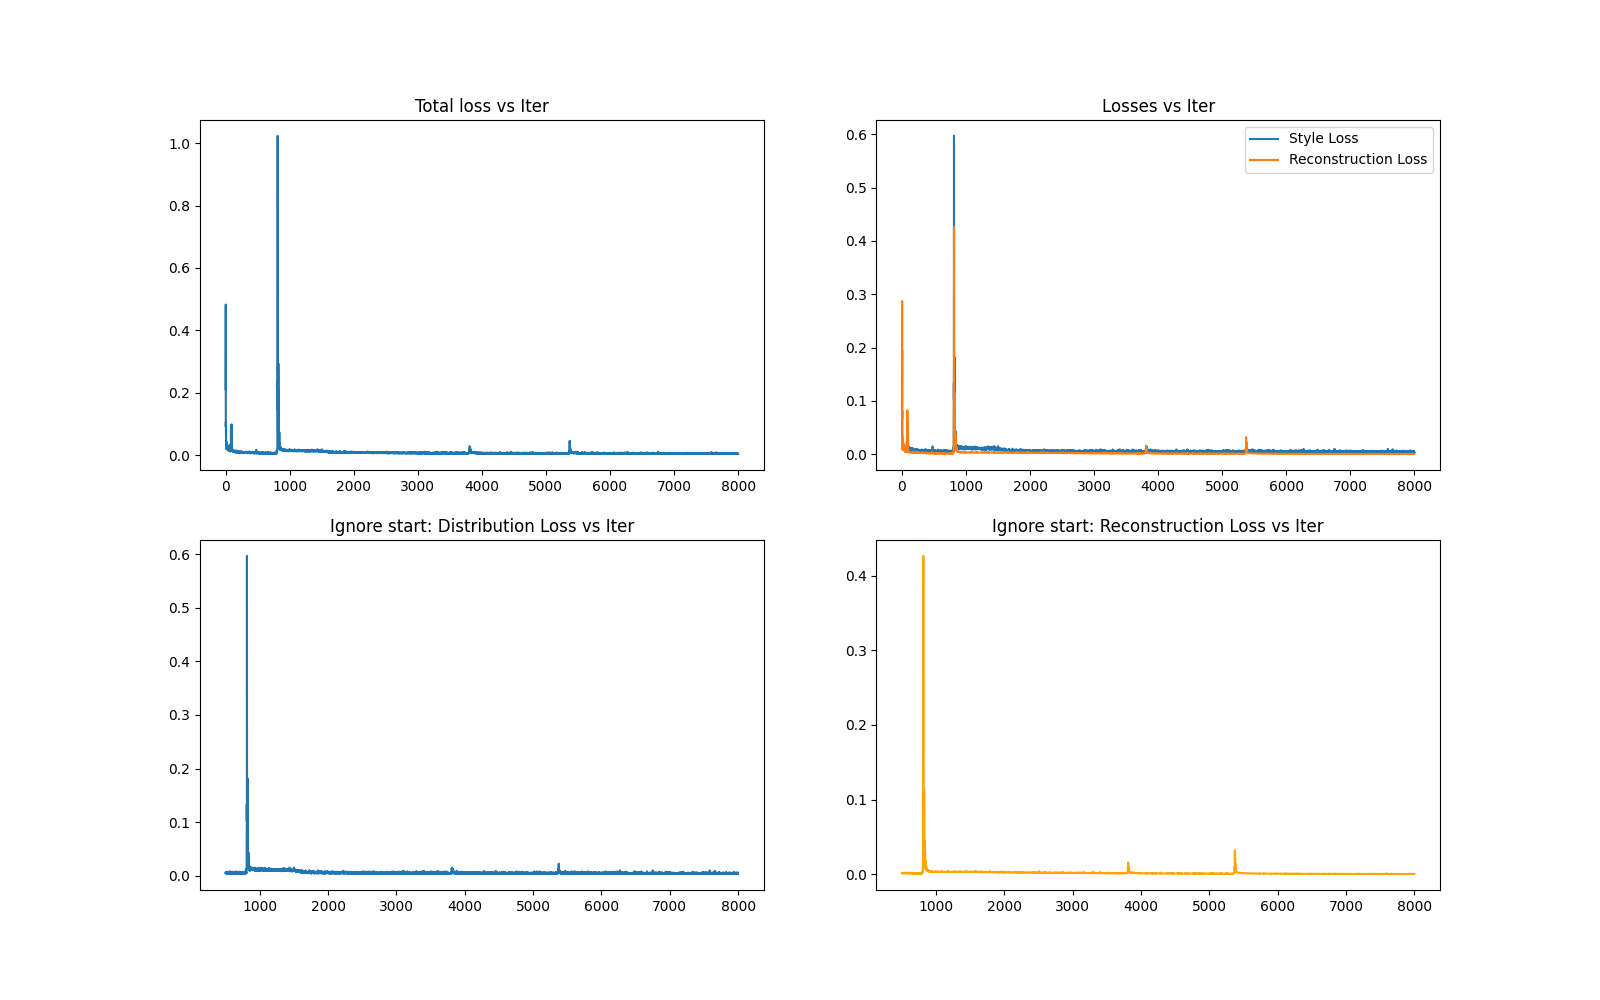 Total loss vs Iter
1.0
0.8
0.6
0.4
0.2
0.0
0 1000 2000 3000 4000 5000 6000 7000 8000
Losses vs Iter
Style Loss
Reconstruction Loss
0.6
0.5
0.4
0.3
0.2
0.1
0.0
0 1000 2000 3000 4000 5000 6000 7000 8000
Ignore start: Distribution Loss vs Iter
0.6
0.5
0.4
0.3
0.2
0.1
0.0
1000 2000 3000 4000 5000 6000 7000 8000
Ignore start: Reconstruction Loss vs Iter
0.4
0.3
0.2
0.1
0.0
1000 2000 3000 4000 5000 6000 7000 8000